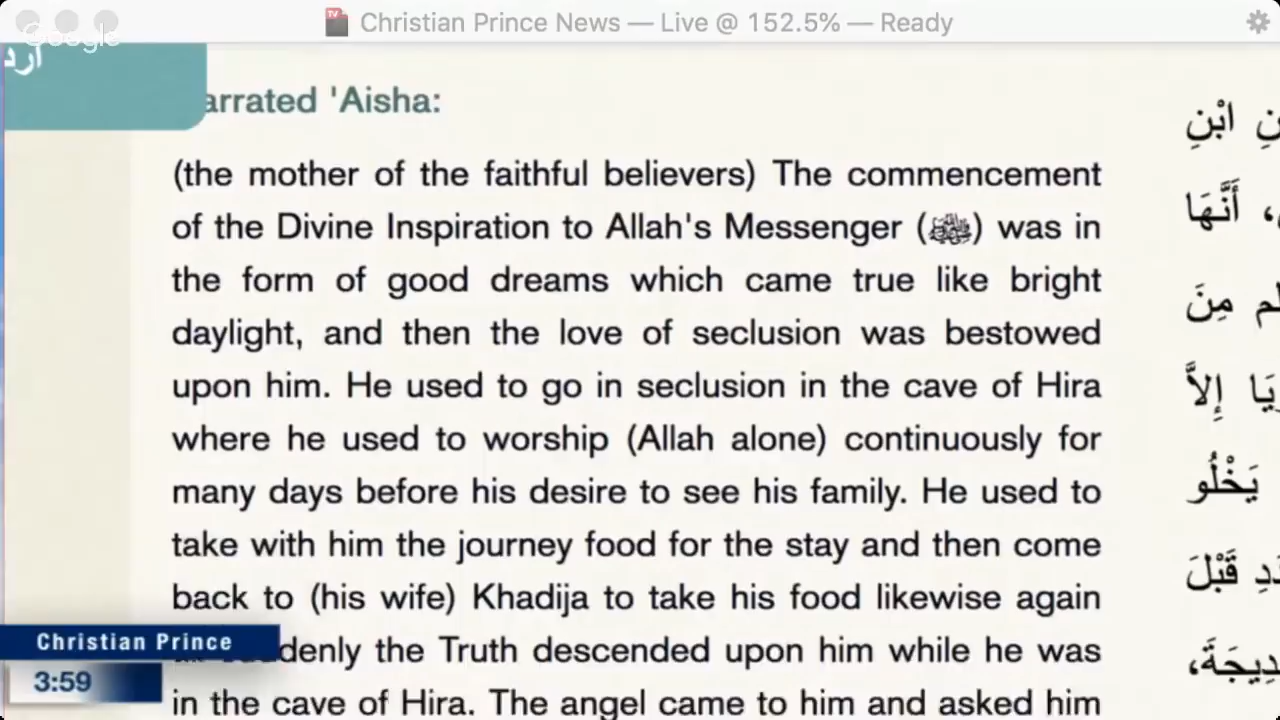 Christian Prince News — Live @ 152.5% — Ready
Google
arrated 'Aisha:
(the mother of the faithful believers) The commencement
of the Divine Inspiration to Allah's Messenger (ﷺ) was in
the form of good dreams which came true like bright
daylight, and then the love of seclusion was bestowed
upon him. He used to go in seclusion in the cave of Hira
where he used to worship (Allah alone) continuously for
many days before his desire to see his family. He used to
take with him the journey food for the stay and then come
back to (his wife) Khadija to take his food likewise again
denly the Truth descended upon him while he was
in the cave of Hira. The angel came to him and asked him
نِ ابْنِ
، أَنَّهَا
لم مِنَ
يَا إِلاَّ
يَخْلُو
دِ قَبْلَ
دِيجَةَ،
Christian Prince
3:59